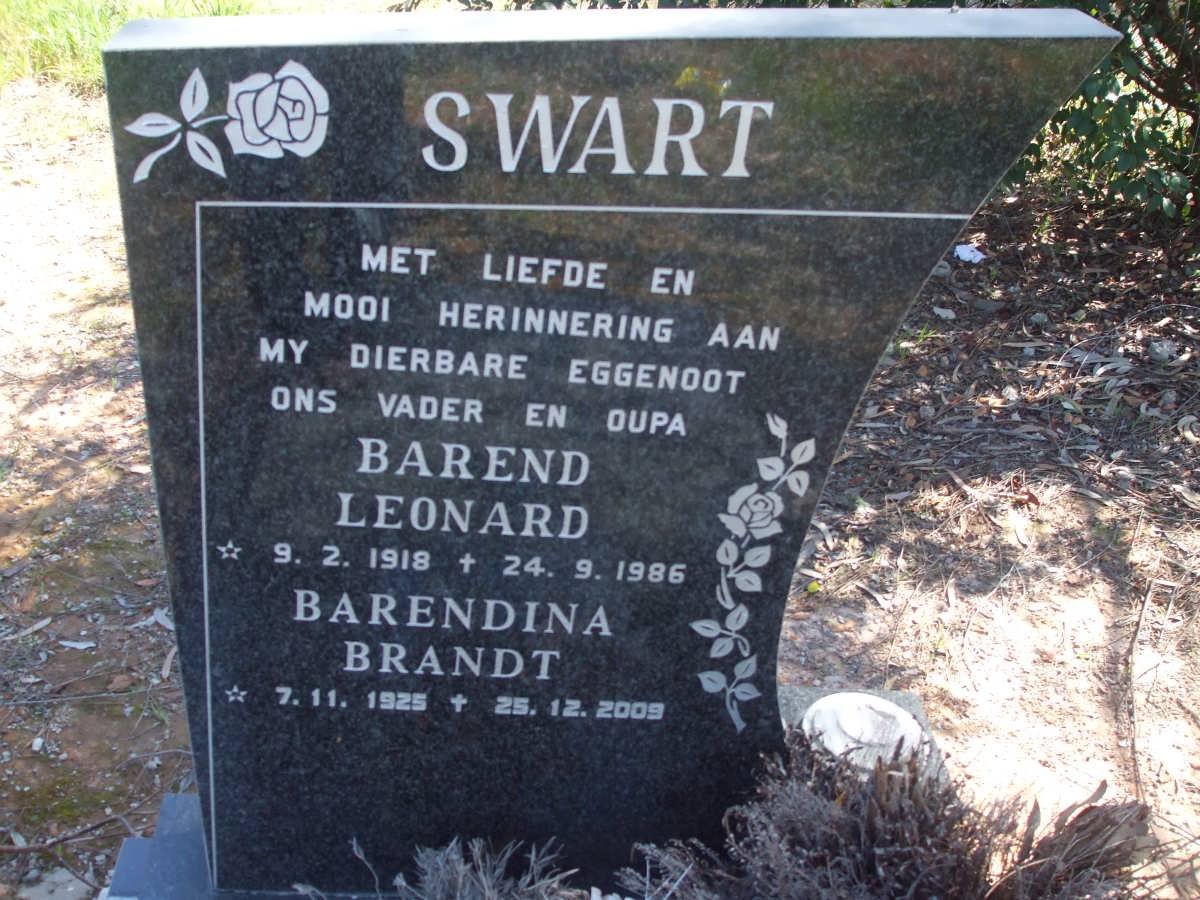 SWART
MET LIEFDE EN
MOOI HERINNERING AAN
MY DIERBARE EGGENOOT
ONS VADER EN OUPA
BAREND
LEONARD
☆ 9. 2. 1918 ✝ 24. 9. 1986
BARENDINA
BRANDT
☆ 7. 11. 1925 ✝ 25. 12. 2009